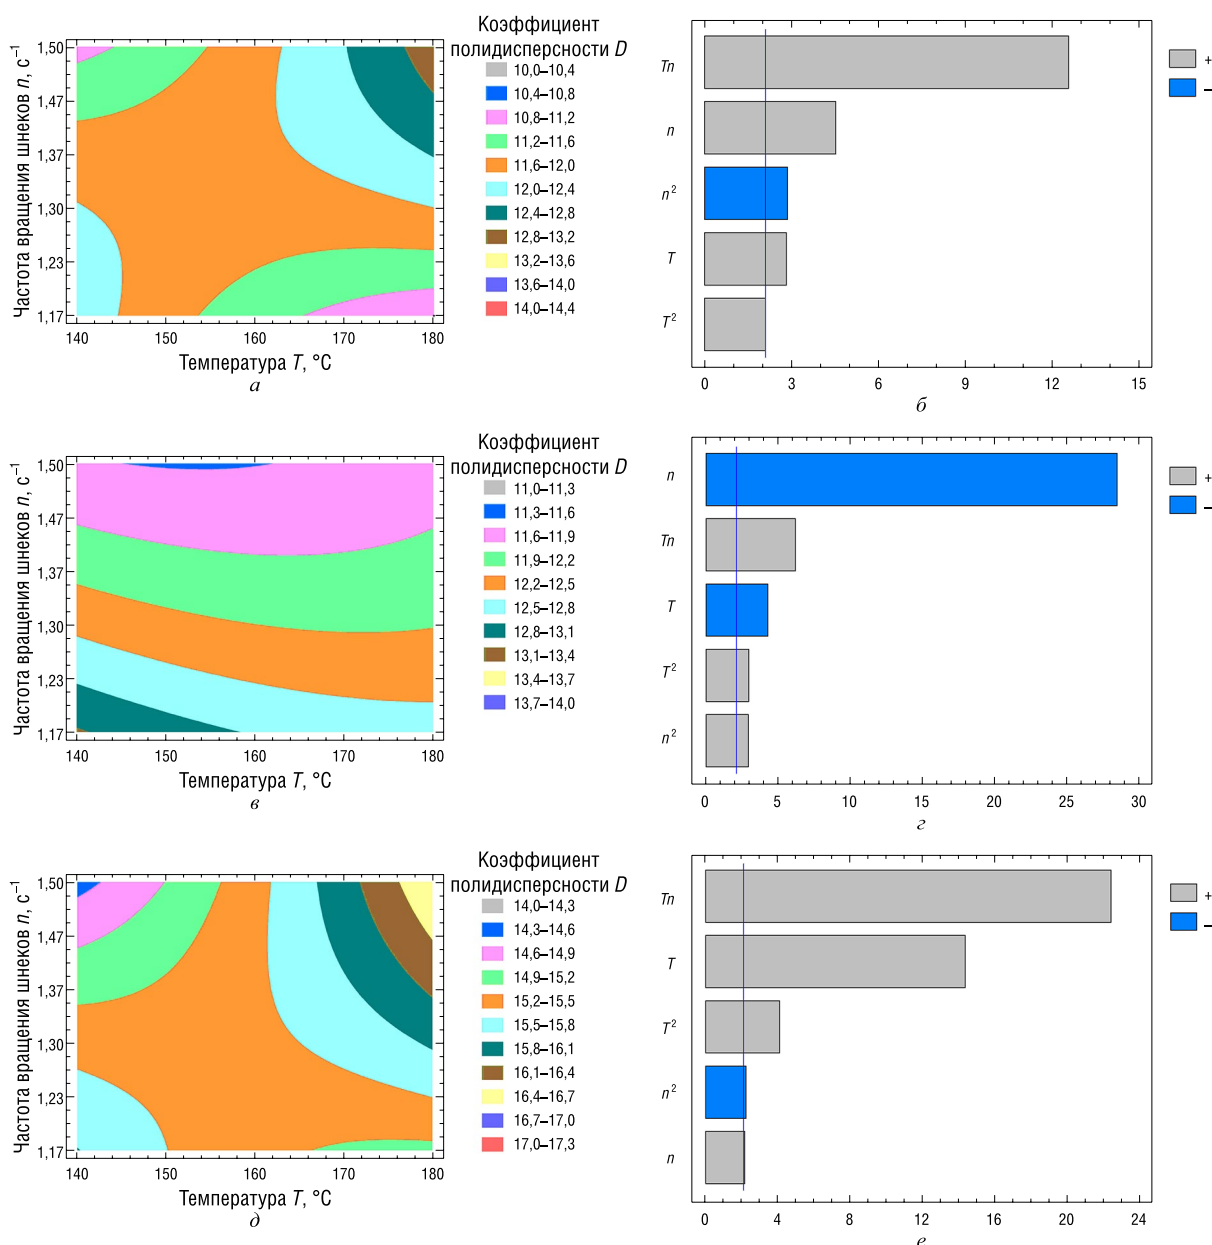 Коэффициент
полидисперсности D
10,0–10,4
10,4–10,8
10,8–11,2
11,2–11,6
11,6–12,0
12,0–12,4
12,4–12,8
12,8–13,2
13,2–13,6
13,6–14,0
14,0–14,4
Частота вращения шнеков n, с⁻¹
1,50
1,47
1,37
1,30
1,23
1,17
140 150 160 170 180
Температура T, °C
а
Tn
n
n²
T
T²
0 3 6 9 12 15
б
+
–
Коэффициент
полидисперсности D
11,0–11,3
11,3–11,6
11,6–11,9
11,9–12,2
12,2–12,5
12,5–12,8
12,8–13,1
13,1–13,4
13,4–13,7
13,7–14,0
Частота вращения шнеков n, с⁻¹
1,50
1,47
1,37
1,30
1,23
1,17
140 150 160 170 180
Температура T, °C
в
n
Tn
T
T²
n²
0 5 10 15 20 25 30
г
+
–
Коэффициент
полидисперсности D
14,0–14,3
14,3–14,6
14,6–14,9
14,9–15,2
15,2–15,5
15,5–15,8
15,8–16,1
16,1–16,4
16,4–16,7
16,7–17,0
17,0–17,3
Частота вращения шнеков n, с⁻¹
1,50
1,47
1,37
1,30
1,23
1,17
140 150 160 170 180
Температура T, °C
д
Tn
T
T²
n²
n
0 4 8 12 16 20 24
е
+
–